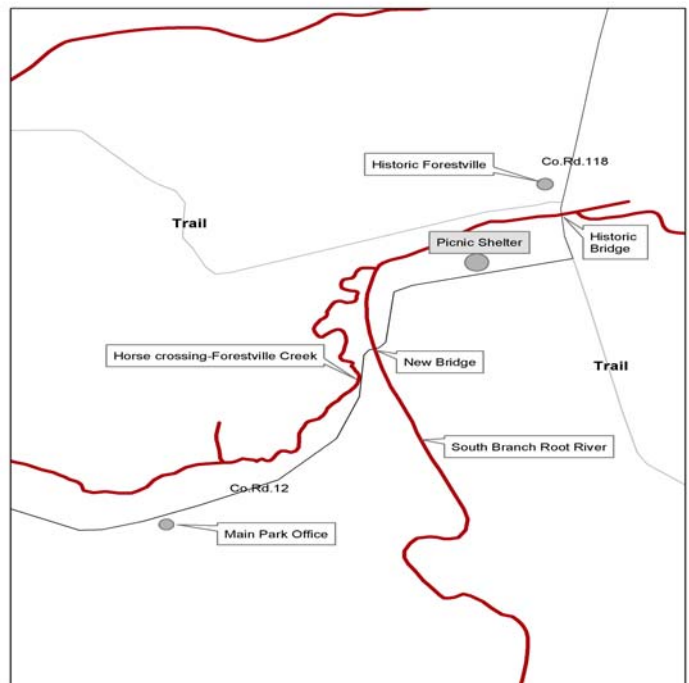 Historic Forestville
Co.Rd.118
Trail
Picnic Shelter
Historic
Bridge
Horse crossing-Forestville Creek
New Bridge
Trail
South Branch Root River
Co.Rd.12
Main Park Office